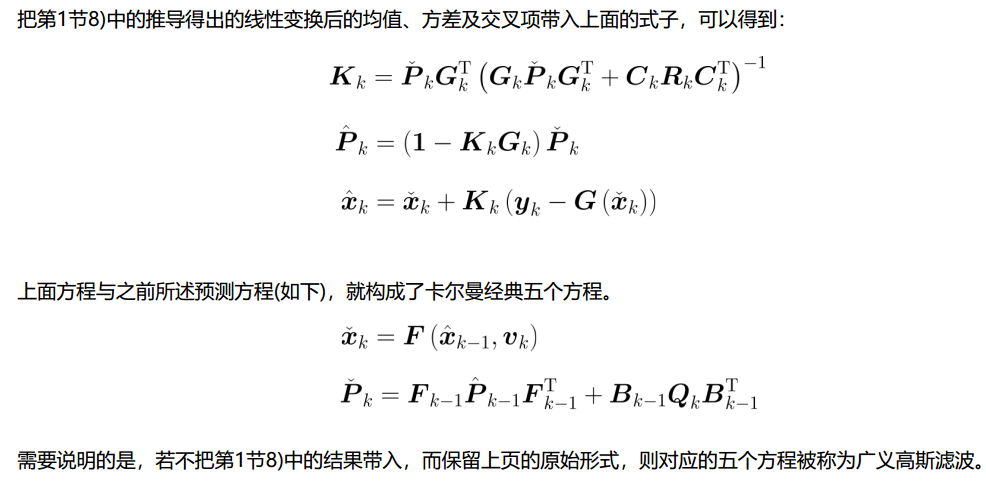 把第1节8)中的推导得出的线性变换后的均值、方差及交叉项带入上面的式子，可以得到：
$\boldsymbol{K}_k = \check{\boldsymbol{P}}_k \boldsymbol{G}_k^{\mathrm{T}} \left( \boldsymbol{G}_k \check{\boldsymbol{P}}_k \boldsymbol{G}_k^{\mathrm{T}} + \boldsymbol{C}_k \boldsymbol{R}_k \boldsymbol{C}_k^{\mathrm{T}} \right)^{-1}$
$\hat{\boldsymbol{P}}_k = \left( \boldsymbol{1} - \boldsymbol{K}_k \boldsymbol{G}_k \right) \check{\boldsymbol{P}}_k$
$\hat{\boldsymbol{x}}_k = \check{\boldsymbol{x}}_k + \boldsymbol{K}_k \left( \boldsymbol{y}_k - \boldsymbol{G} \left( \check{\boldsymbol{x}}_k \right) \right)$
上面方程与之前所述预测方程(如下)，就构成了卡尔曼经典五个方程。
$\check{\boldsymbol{x}}_k = \boldsymbol{F} \left( \hat{\boldsymbol{x}}_{k-1}, \boldsymbol{v}_k \right)$
$\check{\boldsymbol{P}}_k = \boldsymbol{F}_{k-1} \hat{\boldsymbol{P}}_{k-1} \boldsymbol{F}_{k-1}^{\mathrm{T}} + \boldsymbol{B}_{k-1} \boldsymbol{Q}_k \boldsymbol{B}_{k-1}^{\mathrm{T}}$
需要说明的是，若不把第1节8)中的结果带入，而保留上页的原始形式，则对应的五个方程被称为广义高斯滤波。